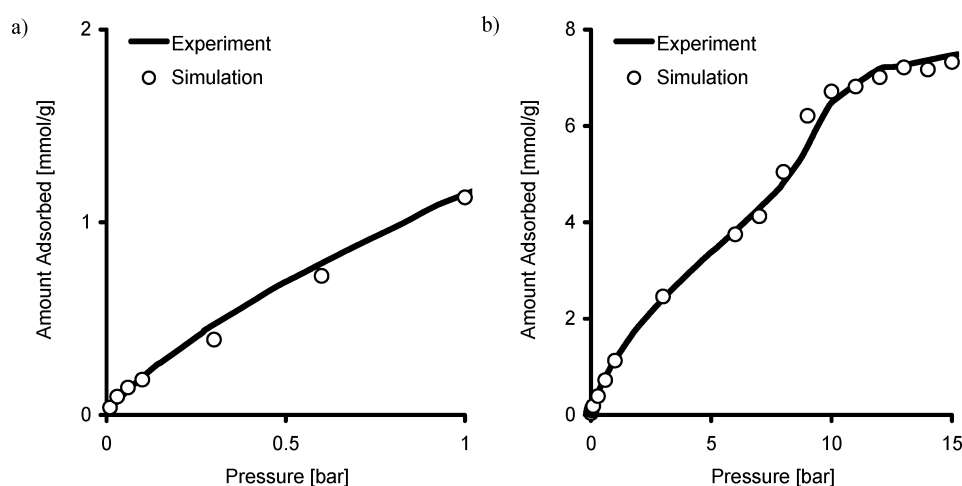 a)
Amount Adsorbed [mmol/g]
2
1
0
Experiment
Simulation
0
0.5
1
Pressure [bar]
b)
Amount Adsorbed [mmol/g]
8
6
4
2
0
Experiment
Simulation
0
5
10
15
Pressure [bar]